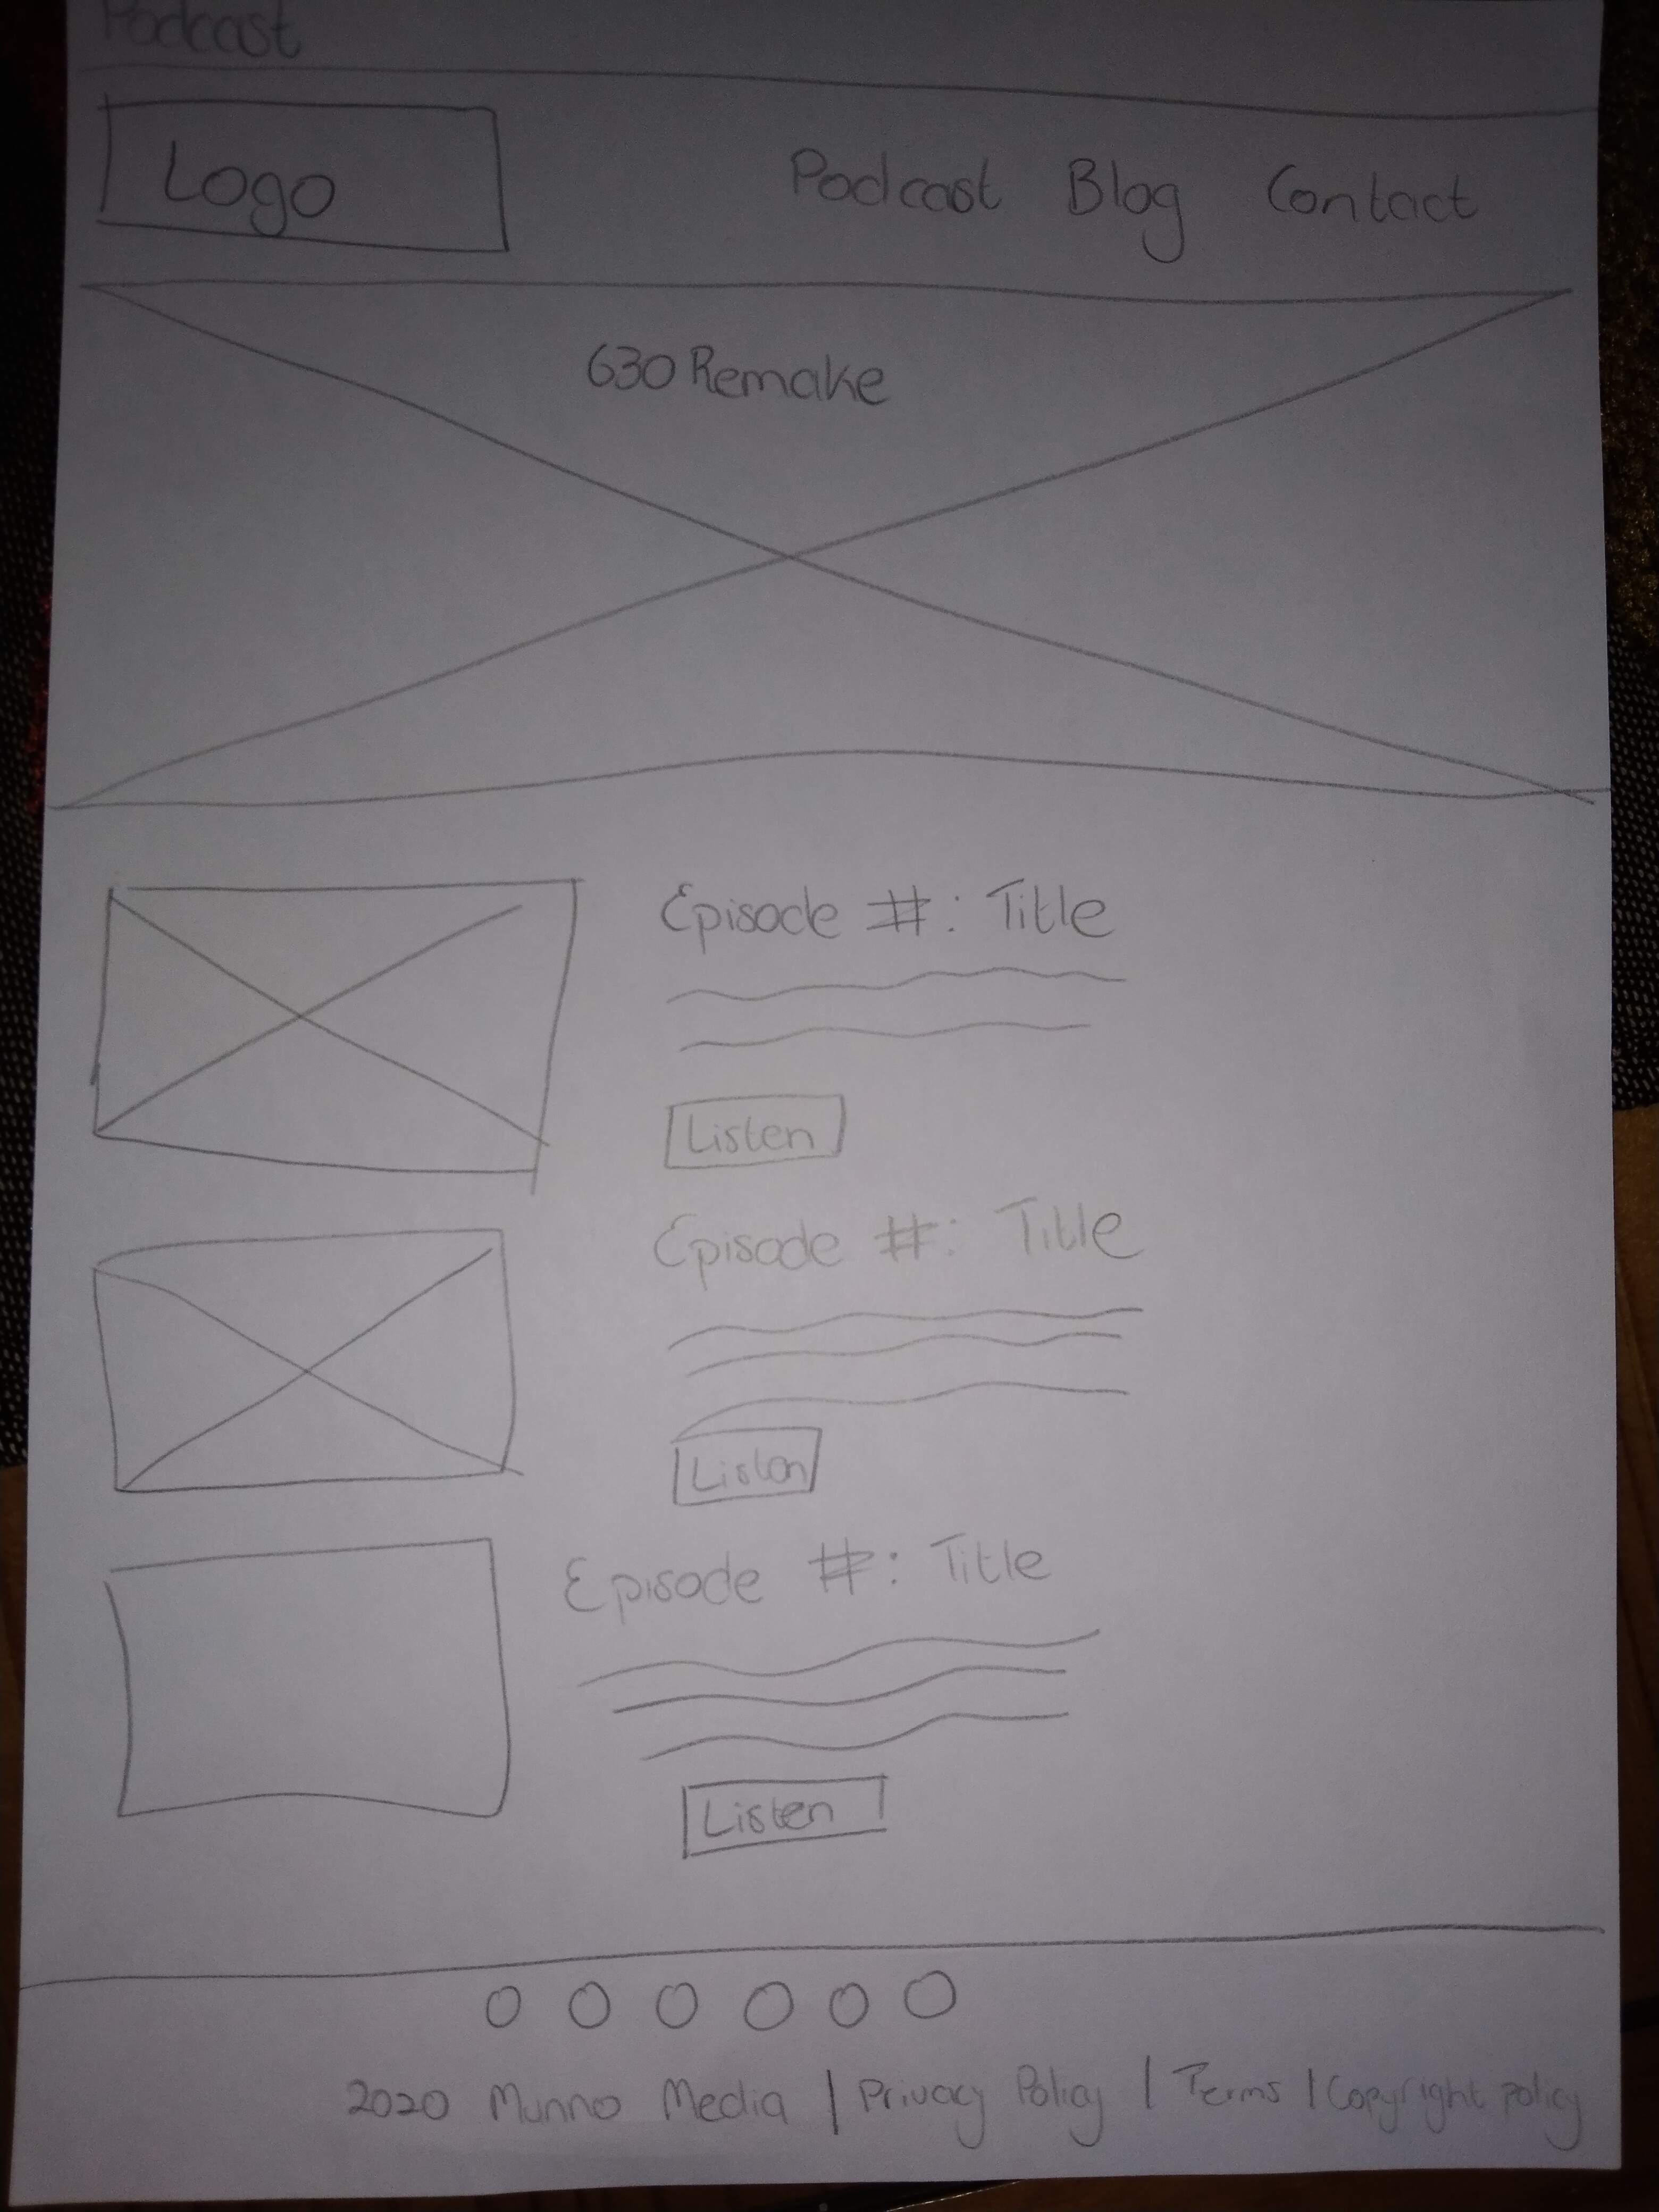 Podcast
Logo
Podcast Blog Contact
630 Remake
Episode #: Title
Listen
Episode #: Title
Listen
Episode #: Title
Listen
2020 Munno Media | Privacy Policy | Terms | Copyright policy